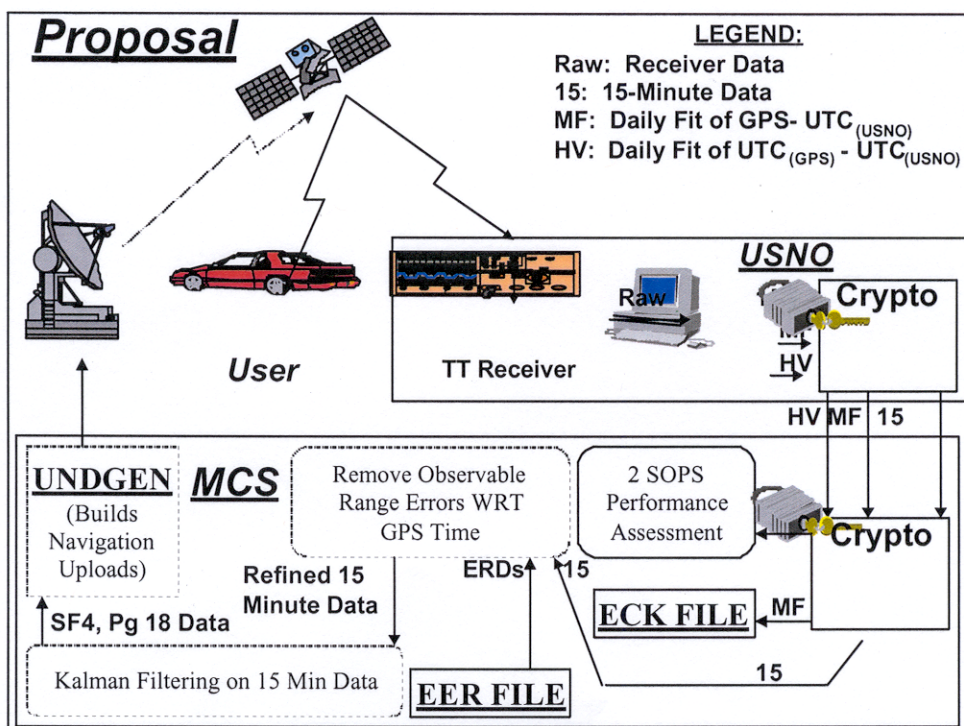 Proposal
LEGEND:
Raw: Receiver Data
15: 15-Minute Data
MF: Daily Fit of GPS- UTC(USNO)
HV: Daily Fit of UTC(GPS) - UTC(USNO)
USNO
Crypto
Raw
HV
User
TT Receiver
HV MF 15
UNDGEN
(Builds
Navigation
Uploads)
MCS
Remove Observable
Range Errors WRT
GPS Time
2 SOPS
Performance
Assessment
Crypto
Refined 15
Minute Data
ERDs
15
SF4, Pg 18 Data
ECK FILE
MF
Kalman Filtering on 15 Min Data
EER FILE
15